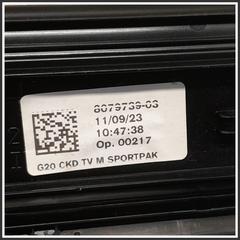 8079739-03
11/09/23
10:47:38
Op. 00217
G20 CKD TV M SPORTPAK